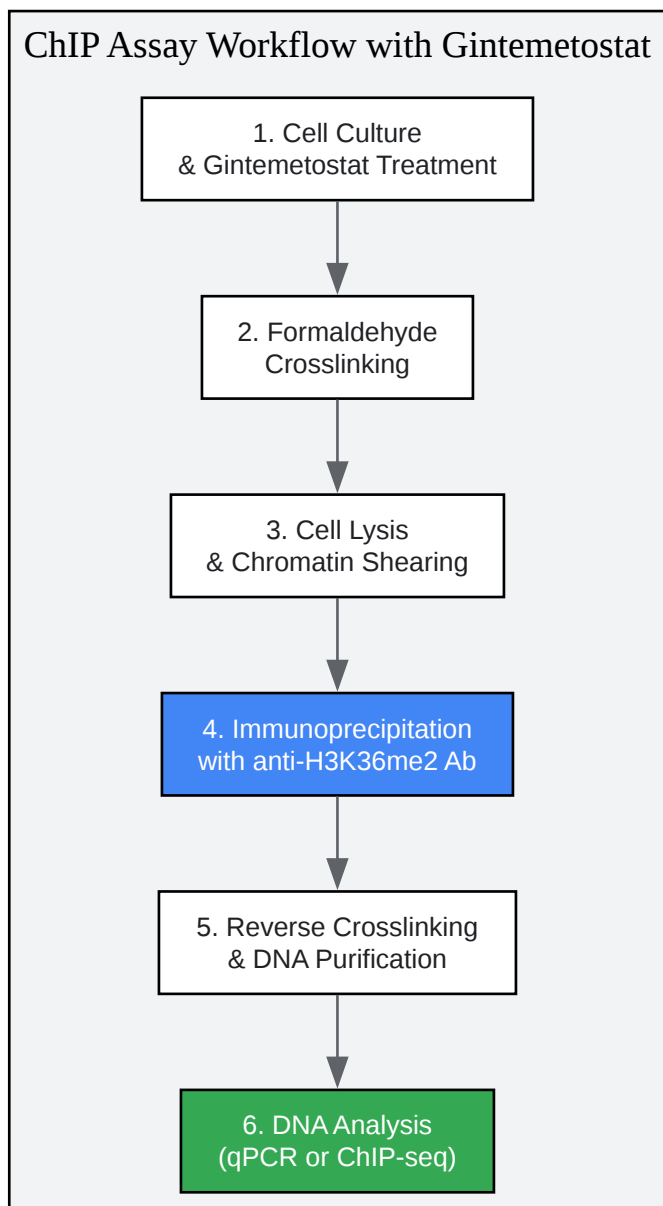 ChIP Assay Workflow with Gintemetostat
1. Cell Culture
& Gintemetostat Treatment
2. Formaldehyde
Crosslinking
3. Cell Lysis
& Chromatin Shearing
4. Immunoprecipitation
with anti-H3K36me2 Ab
5. Reverse Crosslinking
& DNA Purification
6. DNA Analysis
(qPCR or ChIP-seq)